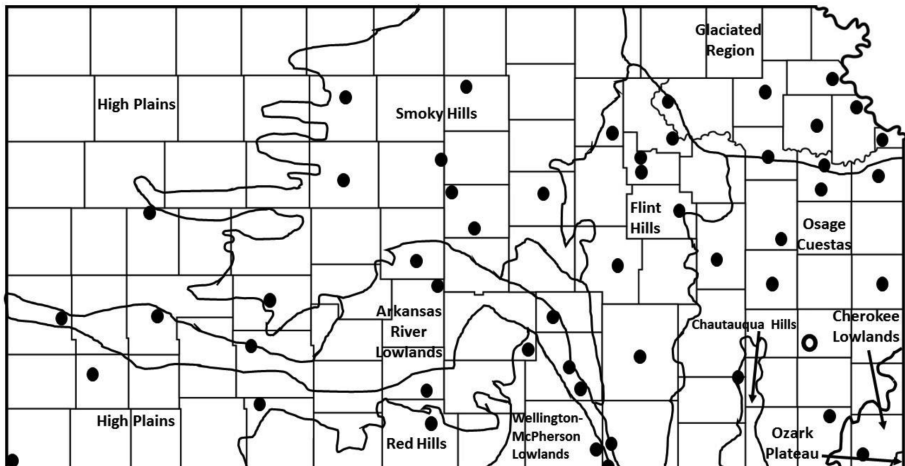 Glaciated
Region
High Plains
Smoky Hills
Flint
Hills
Osage
Cuestas
Arkansas
River
Lowlands
Chautauqua Hills
Cherokee
Lowlands
High Plains
Red Hills
Wellington-
McPherson
Lowlands
Ozark
Plateau